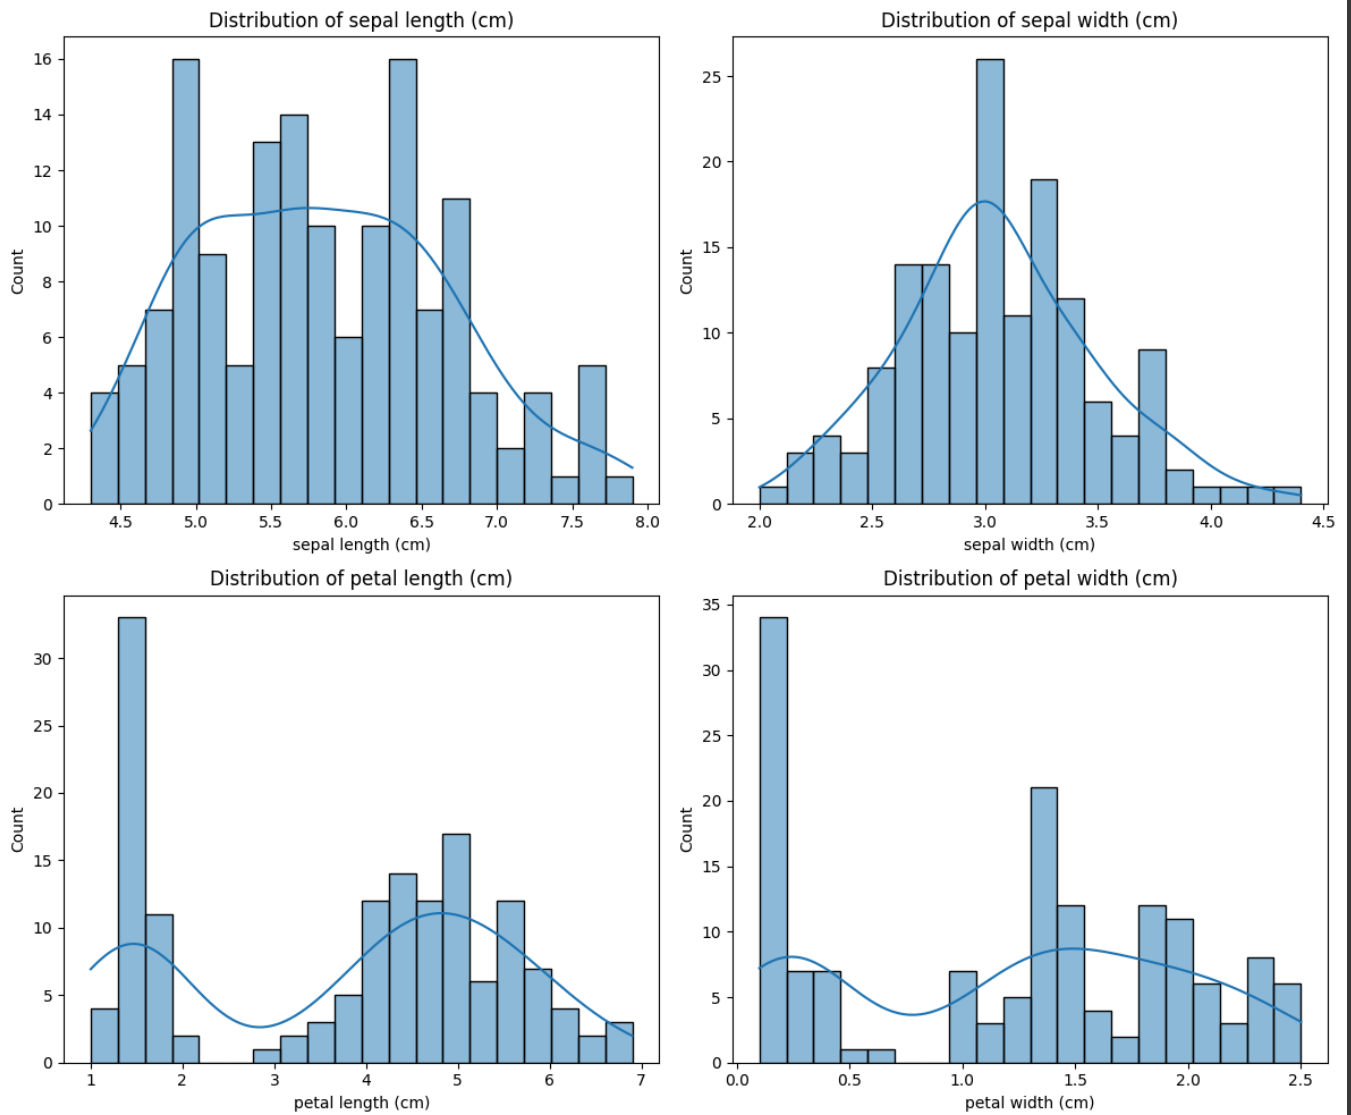 Distribution of sepal length (cm)
16
14
12
10
8
6
4
2
0
Count
4.5 5.0 5.5 6.0 6.5 7.0 7.5 8.0
sepal length (cm)
Distribution of sepal width (cm)
25
20
15
10
5
0
Count
2.0 2.5 3.0 3.5 4.0 4.5
sepal width (cm)
Distribution of petal length (cm)
30
25
20
15
10
5
0
Count
1 2 3 4 5 6 7
petal length (cm)
Distribution of petal width (cm)
35
30
25
20
15
10
5
0
Count
0.0 0.5 1.0 1.5 2.0 2.5
petal width (cm)